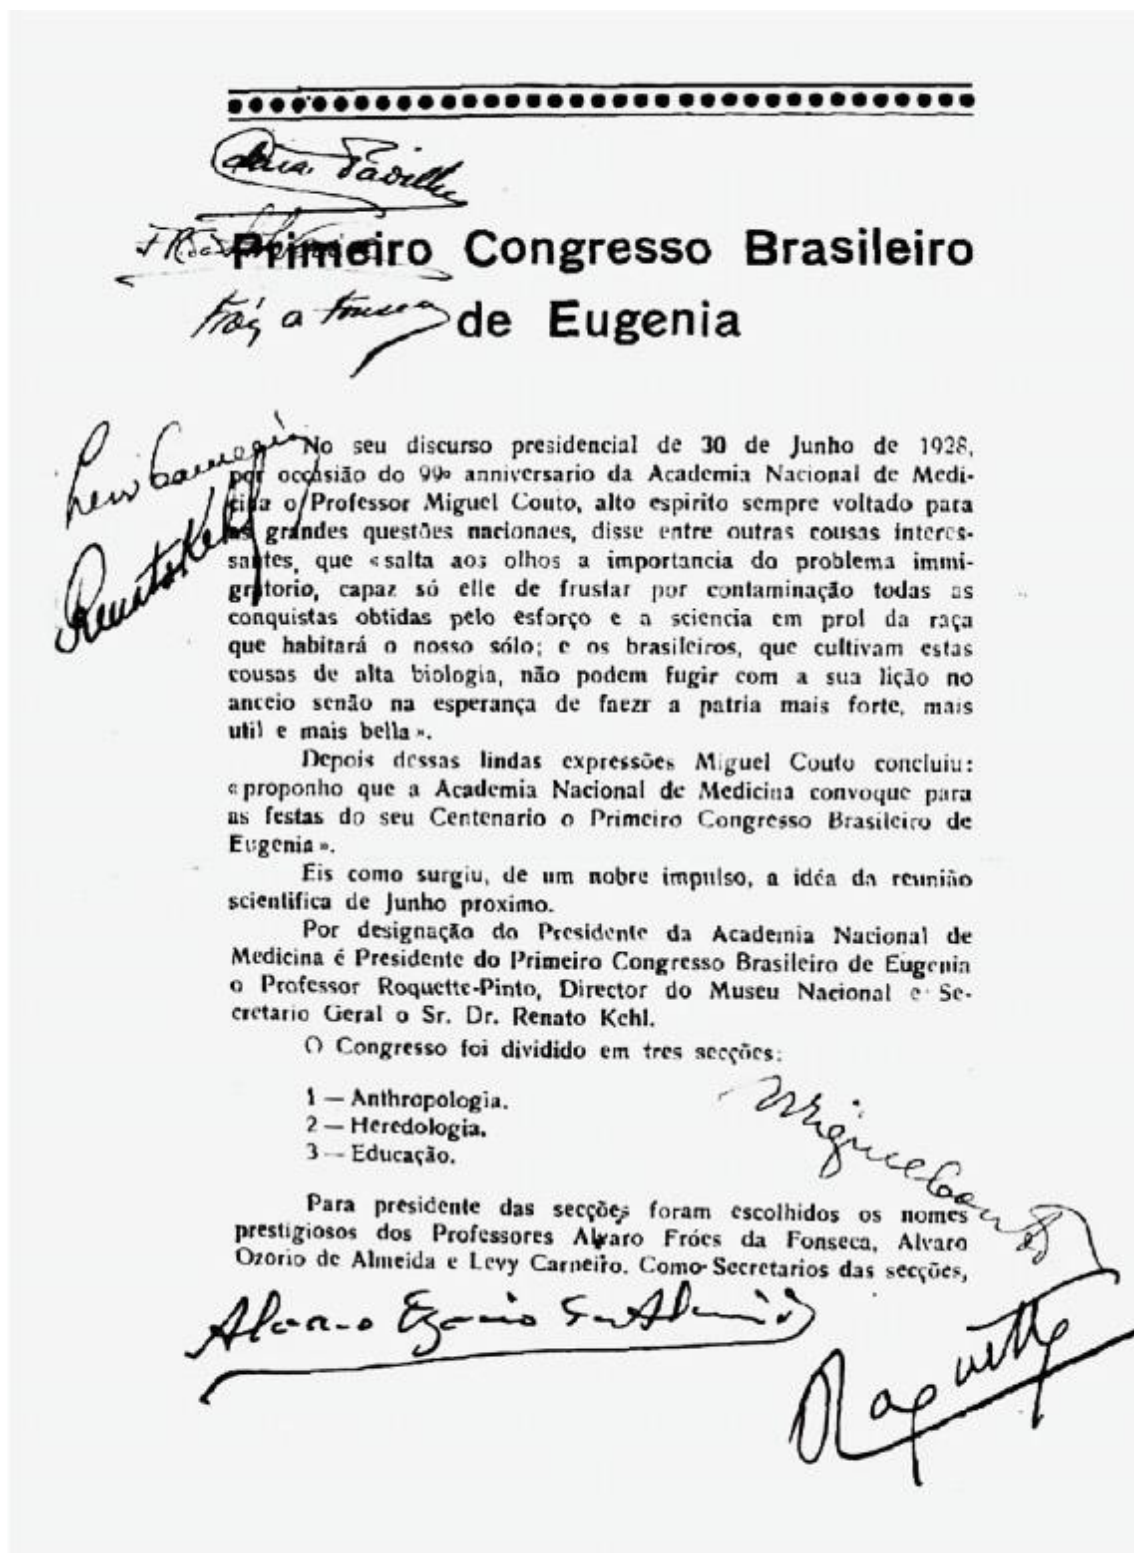 Primeiro Congresso Brasileiro
de Eugenia
No seu discurso presidencial de 30 de Junho de 1928,
por occasião do 99º anniversario da Academia Nacional de Medi-
cina o Professor Miguel Couto, alto espirito sempre voltado para
as grandes questões nacionaes, disse entre outras cousas interes-
santes, que «salta aos olhos a importancia do problema immi-
gratorio, capaz só elle de frustar por contaminação todas as
conquistas obtidas pelo esforço e a sciencia em prol da raça
que habitará o nosso sólo; e os brasileiros, que cultivam estas
cousas de alta biologia, não podem fugir com a sua lição no
anceio senão na esperança de faezr a patria mais forte, mais
util e mais bella».
Depois dessas lindas expressões Miguel Couto concluiu:
«proponho que a Academia Nacional de Medicina convoque para
as festas do seu Centenario o Primeiro Congresso Brasileiro de
Eugenia».
Eis como surgiu, de um nobre impulso, a idéa da reunião
scientifica de Junho proximo.
Por designação do Presidente da Academia Nacional de
Medicina é Presidente do Primeiro Congresso Brasileiro de Eugenia
o Professor Roquette-Pinto, Director do Museu Nacional e Se-
cretario Geral o Sr. Dr. Renato Kehl.
O Congresso foi dividido em tres secções:
1 — Anthropologia.
2 — Heredologia.
3 — Educação.
Para presidente das secções foram escolhidos os nomes
prestigiosos dos Professores Alvaro Fróes da Fonseca, Alvaro
Ozorio de Almeida e Levy Carneiro. Como Secretarios das secções,
Levi Carneiro
Renato Kehl
Miguel Couto
Alvaro Ozorio de Almeida
Roquette